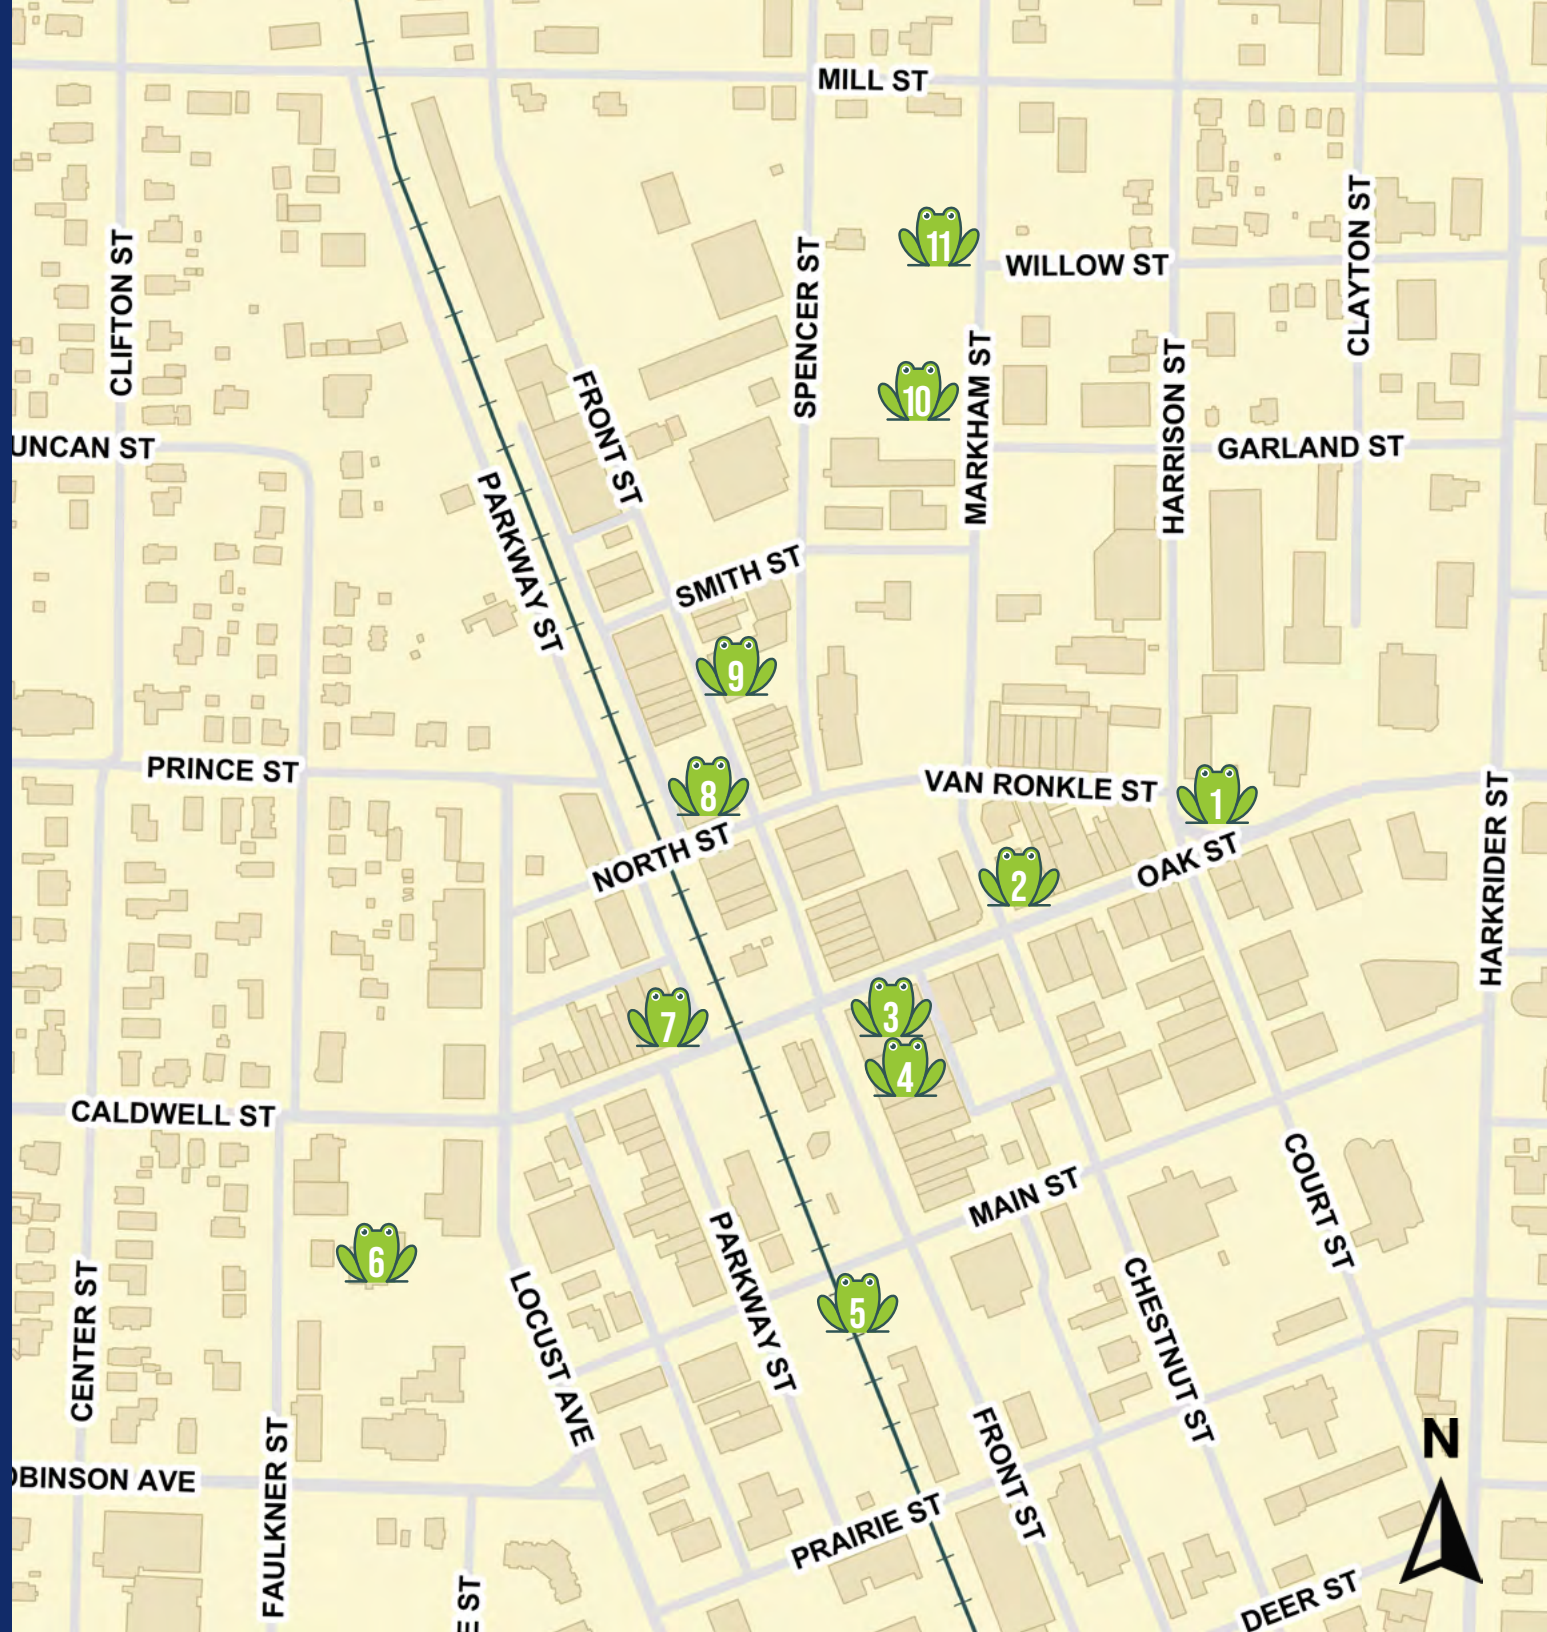 MILL ST
CLIFTON ST
SPENCER ST
11
WILLOW ST
CLAYTON ST
FRONT ST
10
MARKHAM ST
HARRISON ST
UNCAN ST
GARLAND ST
PARKWAY ST
SMITH ST
9
PRINCE ST
8
VAN RONKLE ST
1
HARKRIDER ST
NORTH ST
2
OAK ST
7
3
4
CALDWELL ST
MAIN ST
COURT ST
6
CENTER ST
LOCUST AVE
PARKWAY ST
5
CHESTNUT ST
FAULKNER ST
FRONT ST
N
OBINSON AVE
PRAIRIE ST
E ST
DEER ST